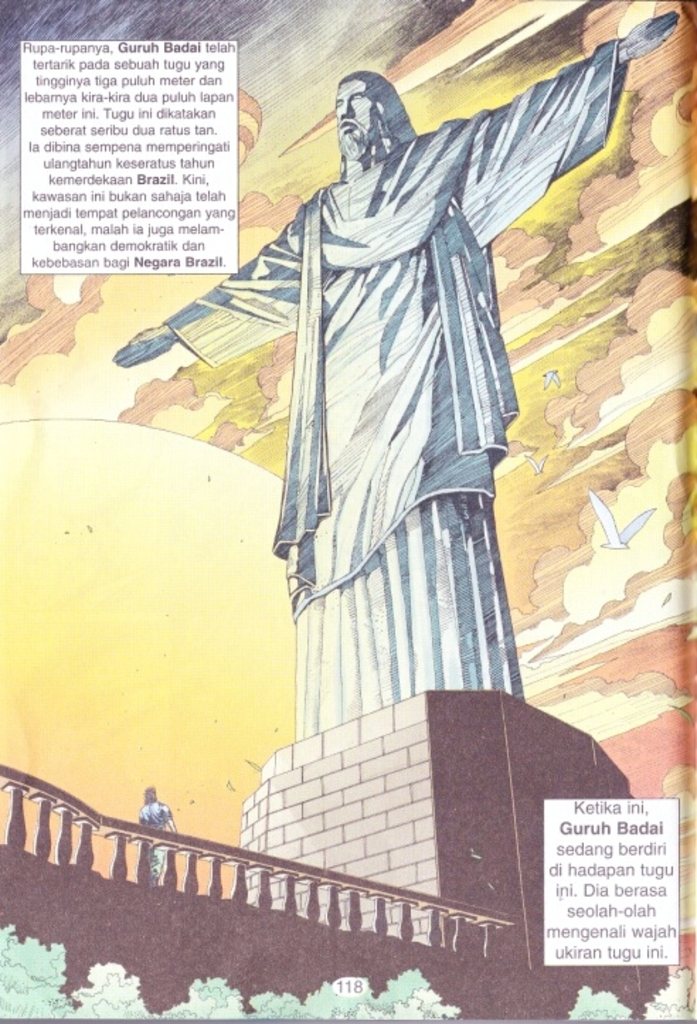 Rupa-rupanya, Guruh Badai telah
tertarik pada sebuah tugu yang
tingginya tiga puluh meter dan
lebarnya kira-kira dua puluh lapan
meter ini. Tugu ini dikatakan
seberat seribu dua ratus tan.
Ia dibina sempena memperingati
ulangtahun keseratus tahun
kemerdekaan Brazil. Kini,
kawasan ini bukan sahaja telah
menjadi tempat pelancongan yang
terkenal, malah ia juga melam-
bangkan demokratik dan
kebebasan bagi Negara Brazil.
Ketika ini,
Guruh Badai
sedang berdiri
di hadapan tugu
ini. Dia berasa
seolah-olah
mengenali wajah
ukiran tugu ini.
118